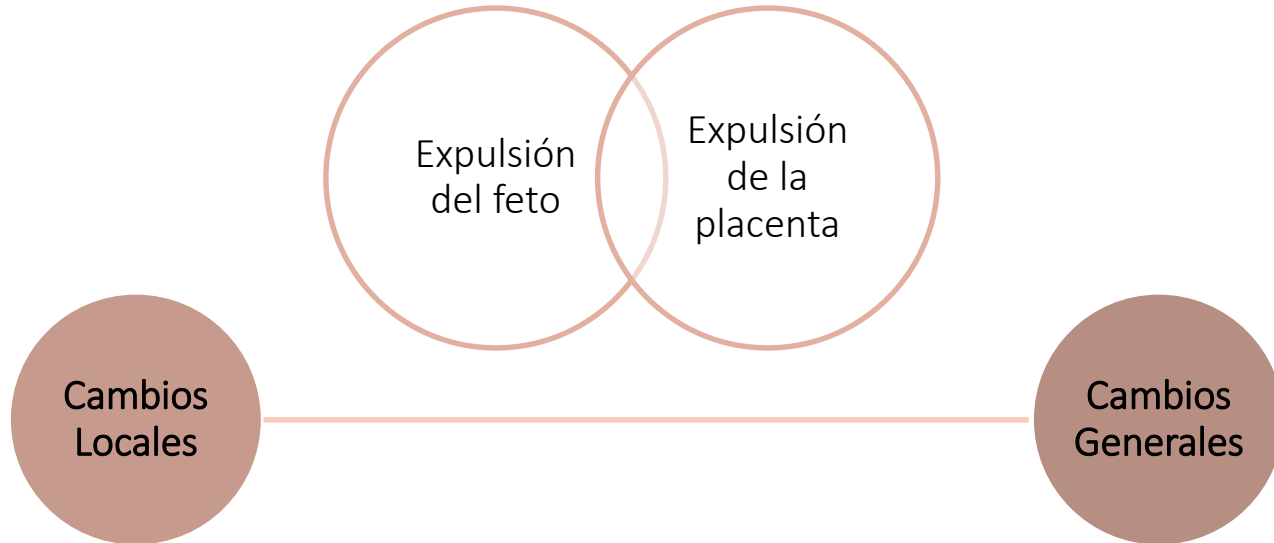 Expulsión
del feto
Expulsión
de la
placenta
Cambios
Locales
Cambios
Generales